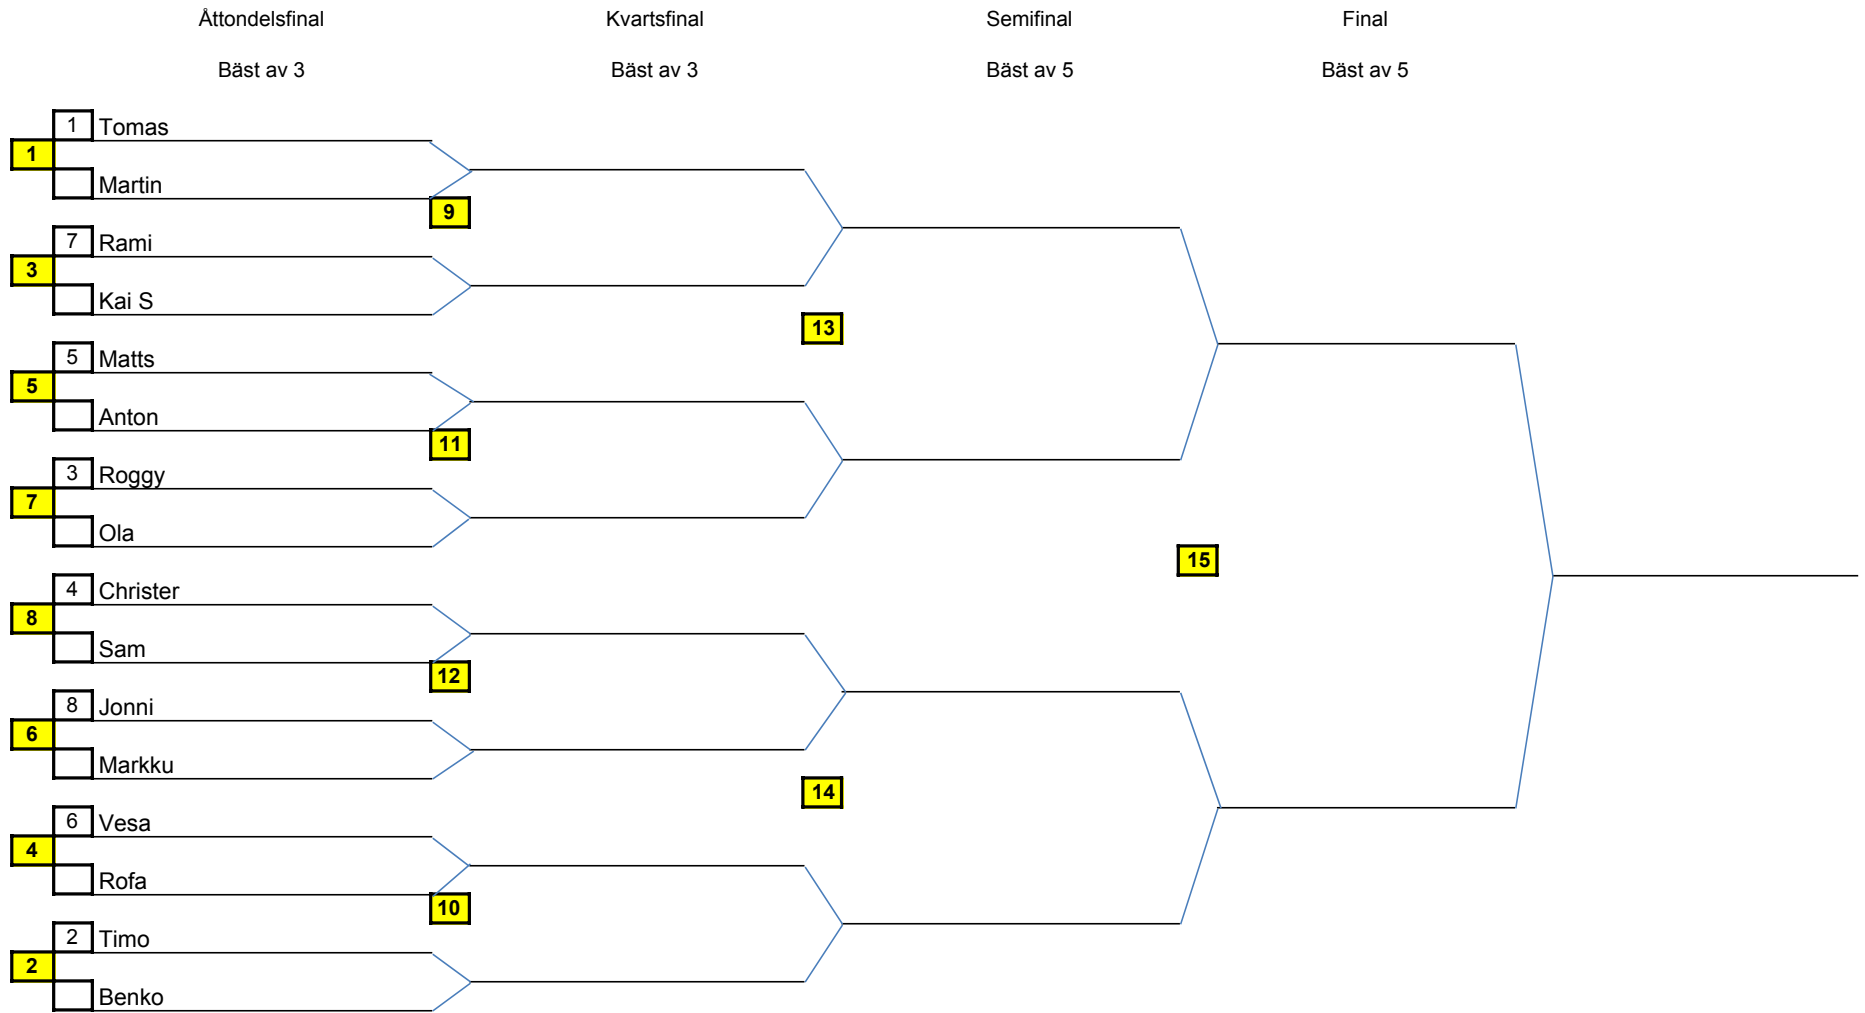 Åttondelsfinal Kvartsfinal Semifinal Final
Bäst av 3 Bäst av 3 Bäst av 5 Bäst av 5
1 Tomas
1
Martin
9
7 Rami
3
Kai S
13
5 Matts
5
Anton
11
3 Roggy
7
Ola
15
4 Christer
8
Sam
12
8 Jonni
6
Markku
14
6 Vesa
4
Rofa
10
2 Timo
2
Benko